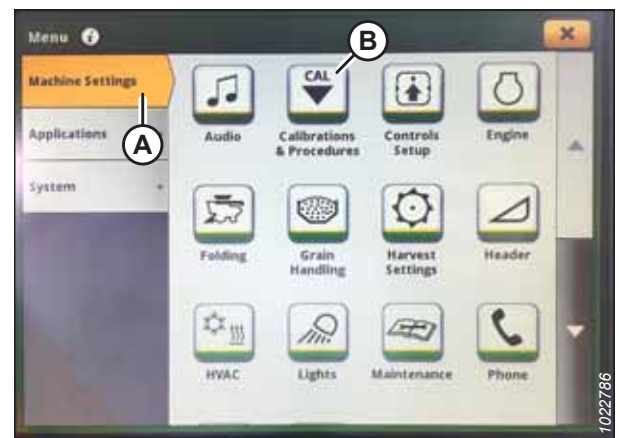 Menu
B
Machine Settings
A
Applications
System
CAL
Audio
Calibrations
& Procedures
Controls
Setup
Engine
Folding
Grain
Handling
Harvest
Settings
Header
HVAC
Lights
Maintenance
Phone
1022786